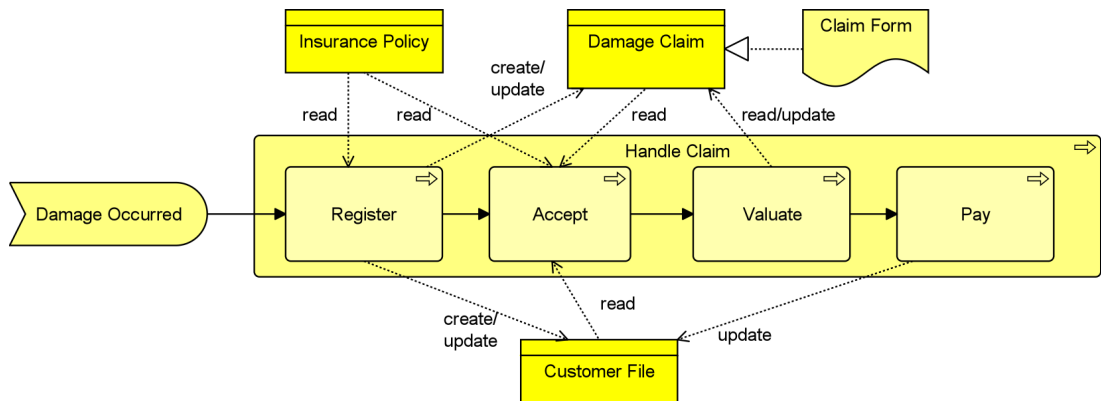 Insurance Policy
Damage Claim
Claim Form
create/
update
read
read
read
read/update
Handle Claim
Damage Occurred
Register
Accept
Valuate
Pay
create/
update
read
update
Customer File